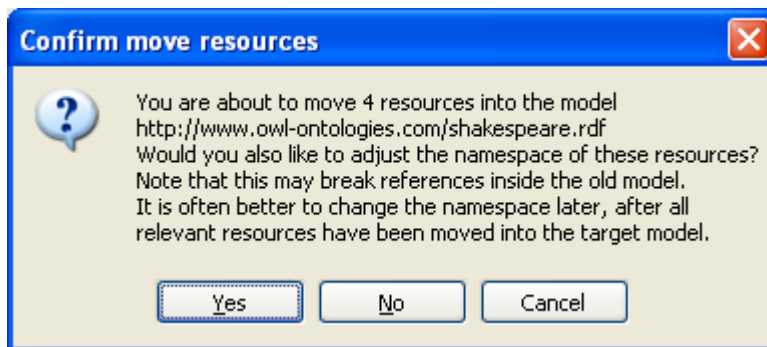 Confirm move resources
You are about to move 4 resources into the model
http://www.owl-ontologies.com/shakespeare.rdf
Would you also like to adjust the namespace of these resources?
Note that this may break references inside the old model.
It is often better to change the namespace later, after all
relevant resources have been moved into the target model.
Yes No Cancel